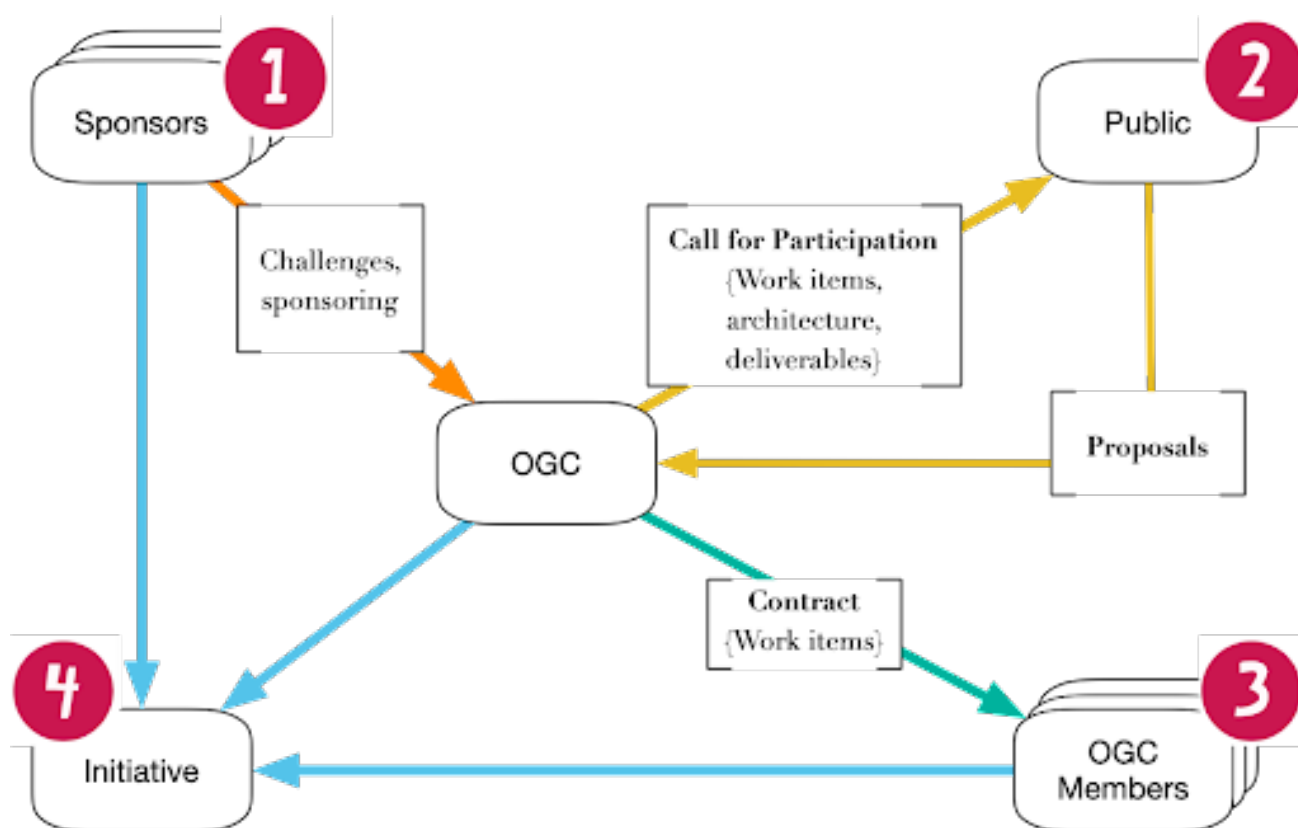 1
Sponsors
2
Public
Challenges,
sponsoring
Call for Participation
{Work items,
architecture,
deliverables}
Proposals
OGC
Contract
{Work items}
4
Initiative
3
OGC
Members